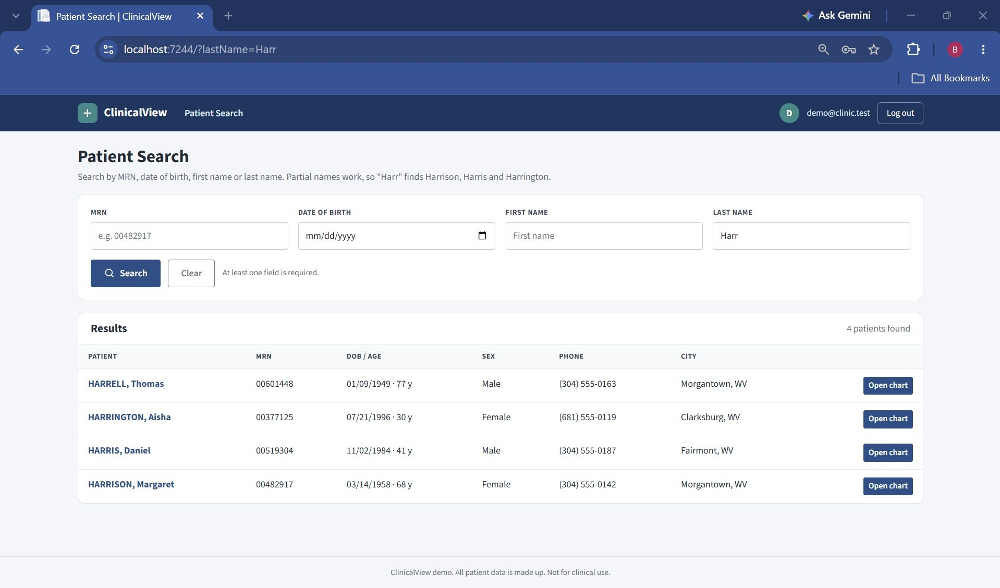 Patient Search | ClinicalView
Ask Gemini
localhost:7244/?lastName=Harr
B
All Bookmarks
ClinicalView Patient Search D demo@clinic.test Log out
Patient Search
Search by MRN, date of birth, first name or last name. Partial names work, so "Harr" finds Harrison, Harris and Harrington.
MRN DATE OF BIRTH FIRST NAME LAST NAME
e.g. 00482917 mm/dd/yyyy First name Harr
Search Clear At least one field is required.
Results 4 patients found
PATIENT MRN DOB / AGE SEX PHONE CITY
HARRELL, Thomas 00601448 01/09/1949 · 77 y Male (304) 555-0163 Morgantown, WV Open chart
HARRINGTON, Aisha 00377125 07/21/1996 · 30 y Female (681) 555-0119 Clarksburg, WV Open chart
HARRIS, Daniel 00519304 11/02/1984 · 41 y Male (304) 555-0187 Fairmont, WV Open chart
HARRISON, Margaret 00482917 03/14/1958 · 68 y Female (304) 555-0142 Morgantown, WV Open chart
ClinicalView demo. All patient data is made up. Not for clinical use.